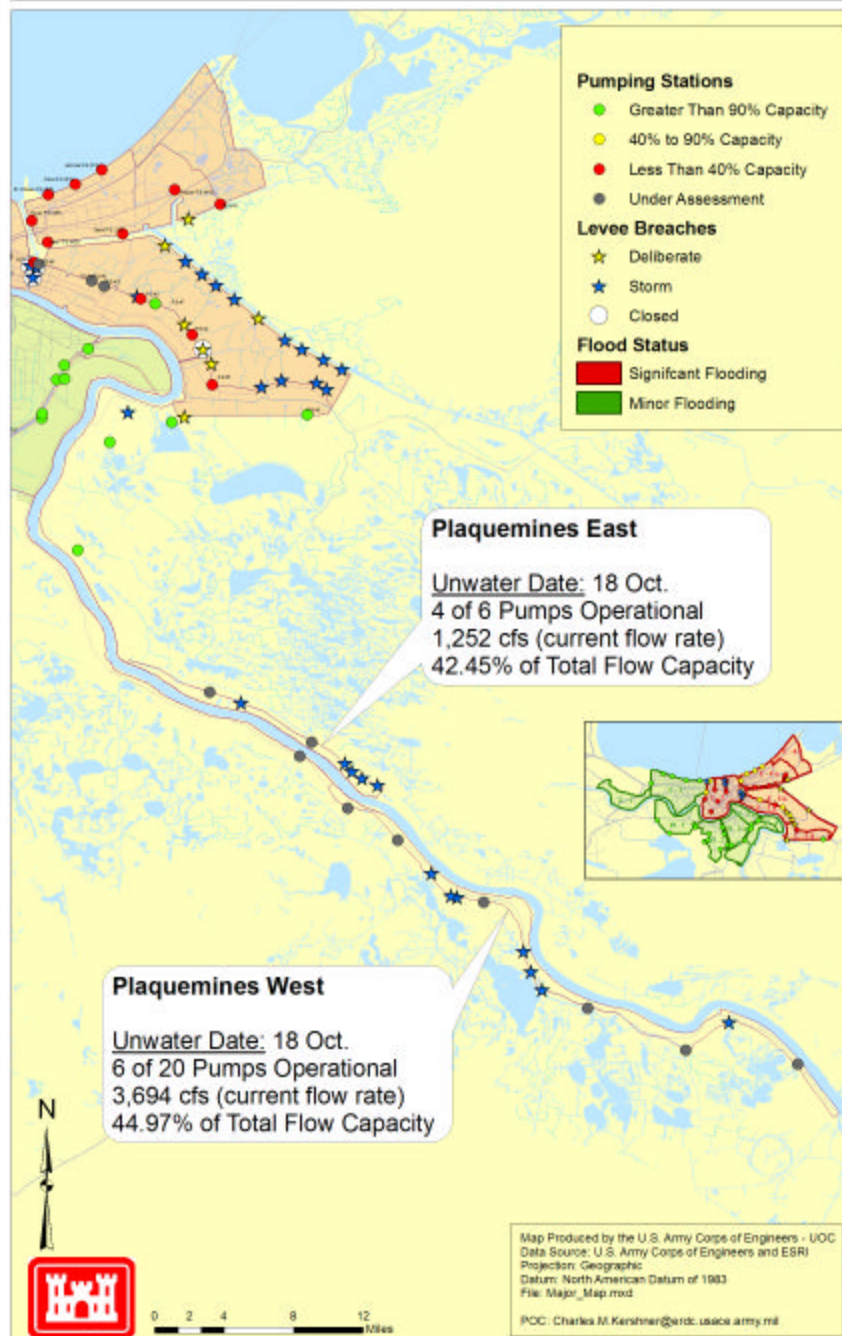 Pumping Stations
Greater Than 90% Capacity
40% to 90% Capacity
Less Than 40% Capacity
Under Assessment
Levee Breaches
Deliberate
Storm
Closed
Flood Status
Signifcant Flooding
Minor Flooding
Plaquemines East
Unwater Date: 18 Oct.
4 of 6 Pumps Operational
1,252 cfs (current flow rate)
42.45% of Total Flow Capacity
Plaquemines West
Unwater Date: 18 Oct.
6 of 20 Pumps Operational
3,694 cfs (current flow rate)
44.97% of Total Flow Capacity
N
0 2 4 8 12
Miles
Map Produced by the U.S. Army Corps of Engineers - UOC
Data Source: U.S. Army Corps of Engineers and ESRI
Projection: Geographic
Datum: North American Datum of 1983
File: Major_Map.mxd
POC: Charles.M.Kershner@erdc.usace.army.mil